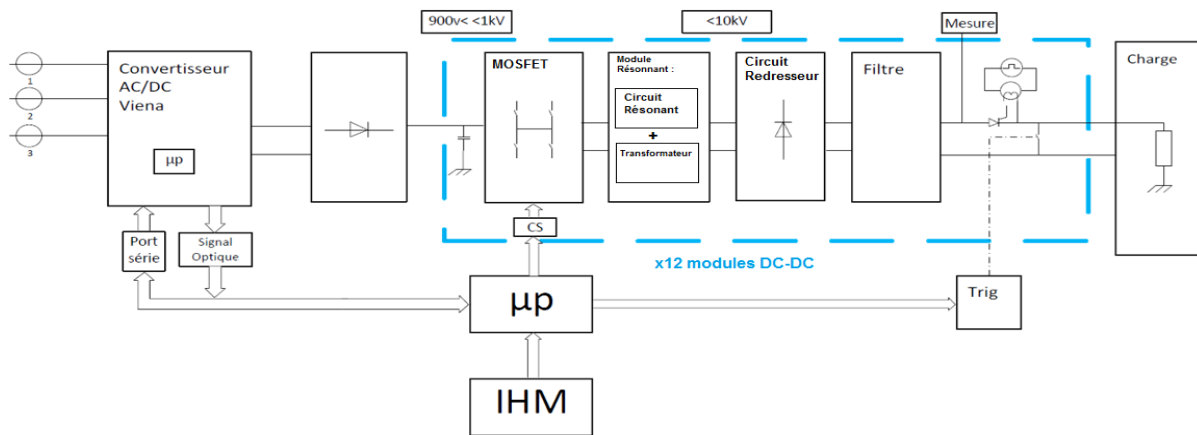 900v< <1kV
<10kV
Mesure
Convertisseur
AC/DC
Viena
µp
1
2
3
MOSFET
Module
Résonnant :
Circuit
Résonant
+
Transformateur
Circuit
Redresseur
Filtre
Charge
Port
série
Signal
Optique
CS
x12 modules DC-DC
µp
Trig
IHM